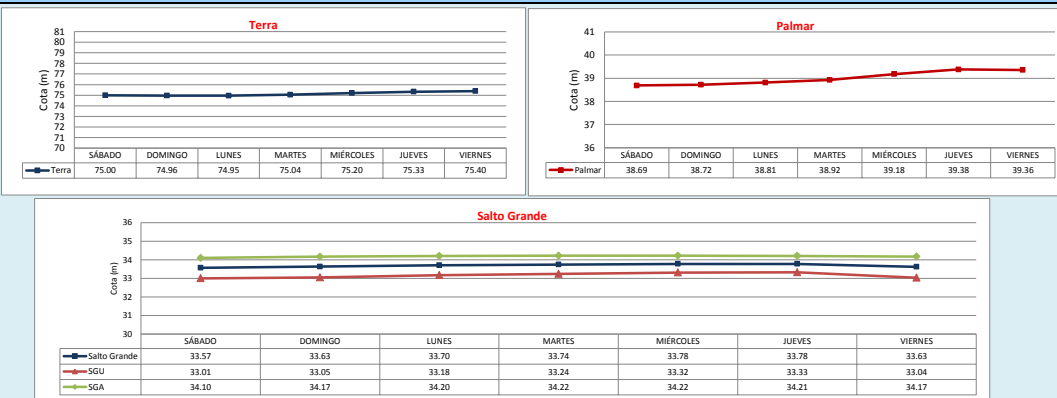 Terra
Cota (m)
81
80
79
78
77
76
75
74
73
72
71
70
SÁBADO DOMINGO LUNES MARTES MIÉRCOLES JUEVES VIERNES
Terra 75.00 74.96 74.95 75.04 75.20 75.33 75.40
Palmar
Cota (m)
41
40
39
38
37
36
SÁBADO DOMINGO LUNES MARTES MIÉRCOLES JUEVES VIERNES
Palmar 38.69 38.72 38.81 38.92 39.18 39.38 39.36
Salto Grande
Cota (m)
36
35
34
33
32
31
30
SÁBADO DOMINGO LUNES MARTES MIÉRCOLES JUEVES VIERNES
Salto Grande 33.57 33.63 33.70 33.74 33.78 33.78 33.63
SGU 33.01 33.05 33.18 33.24 33.32 33.33 33.04
SGA 34.10 34.17 34.20 34.22 34.22 34.21 34.17